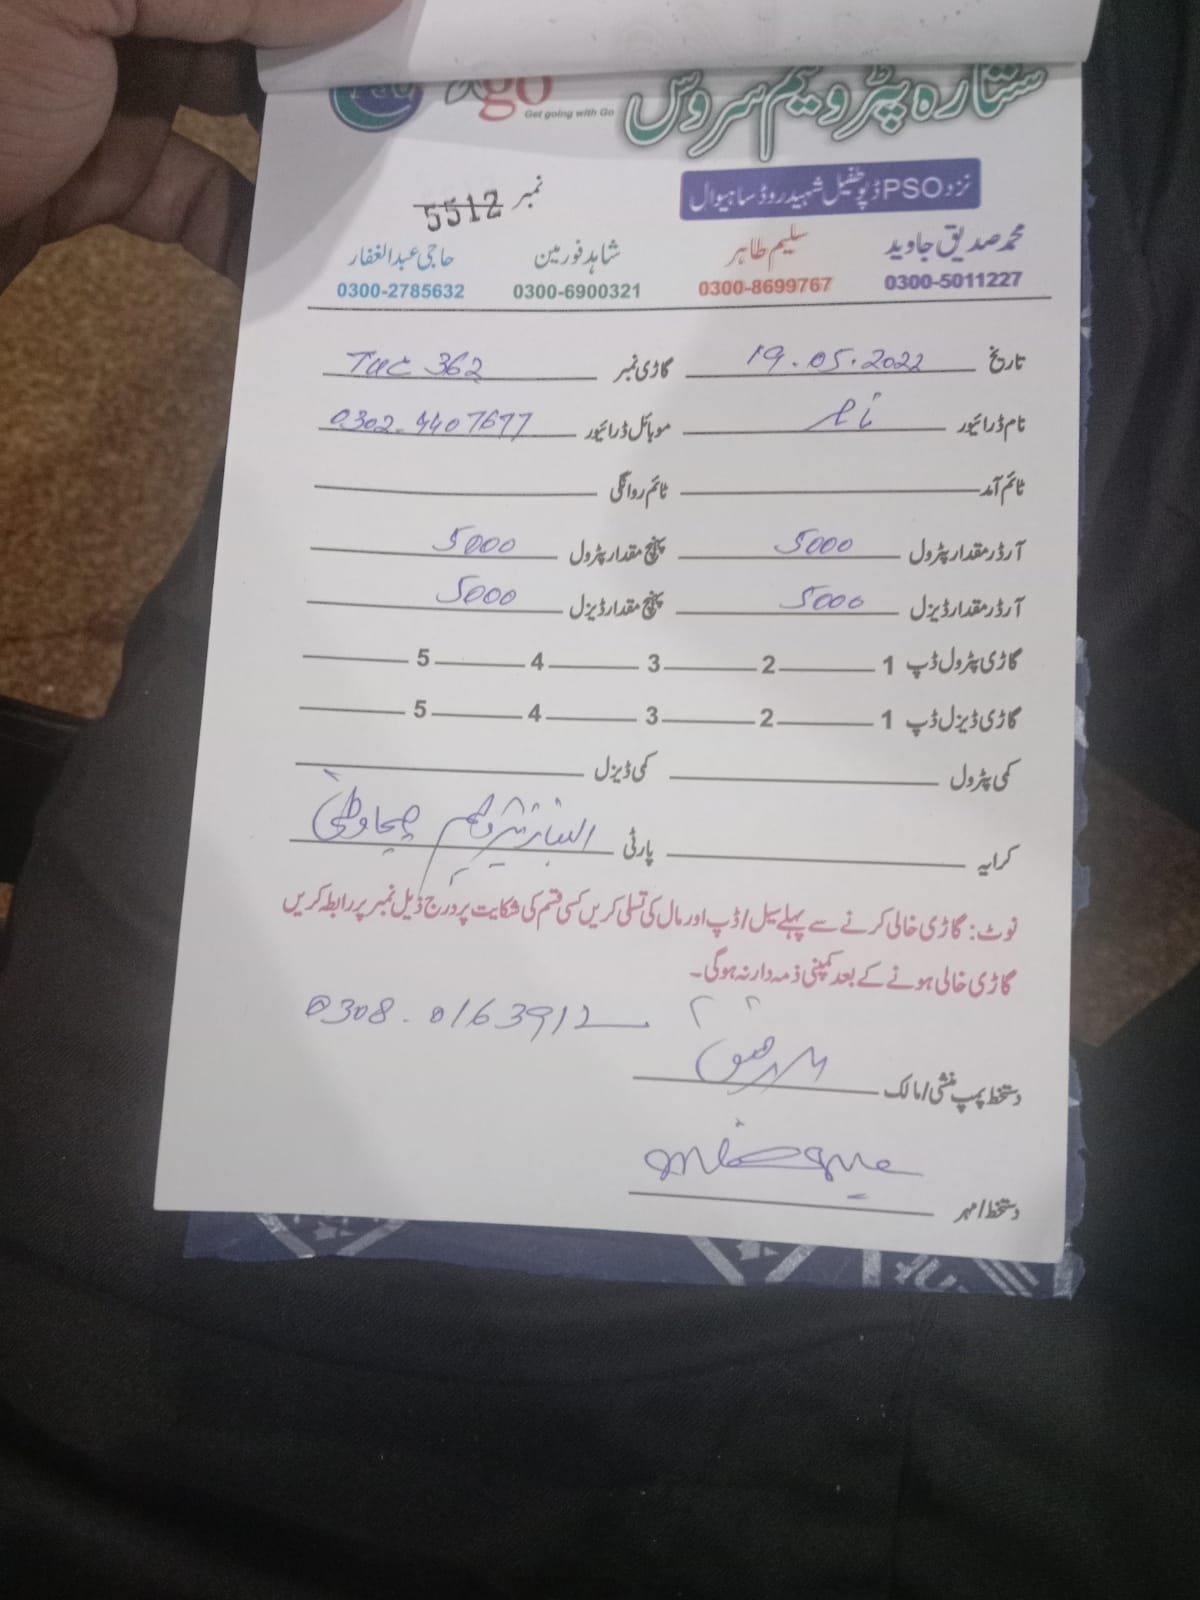 ستارہ پٹرولیم سروس
go
Get going with Go
نزد PSO ڈپو طفیل شہید روڈ ساہیوال
نمبر 5512
محمد صدیق جاوید سلیم طاہر شاہد فورمین حاجی عبدالغفار
0300-5011227 0300-8699767 0300-6900321 0300-2785632
تاریخ 19.05.2022 گاڑی نمبر 362
نام ڈرائیور موبائل ڈرائیور 0302-4407677
ٹائم آمد ٹائم روانگی
آرڈر مقدار پٹرول 5000 پہنچ مقدار پٹرول 5000
آرڈر مقدار ڈیزل 5000 پہنچ مقدار ڈیزل 5000
گاڑی پٹرول ڈپ 1 2 3 4 5
گاڑی ڈیزل ڈپ 1 2 3 4 5
کمی پٹرول کمی ڈیزل
کرایہ پارٹی پٹرولیم چیچاوطنی
نوٹ: گاڑی خالی کرنے سے پہلے سیل/ڈپ اور مال کی تسلی کریں کسی قسم کی شکایت پر درج ذیل نمبر پر رابطہ کریں
گاڑی خالی ہونے کے بعد کمپنی ذمہ دار نہ ہوگی۔
0308-0163912
دستخط پمپ منشی/مالک
دستخط/مہر